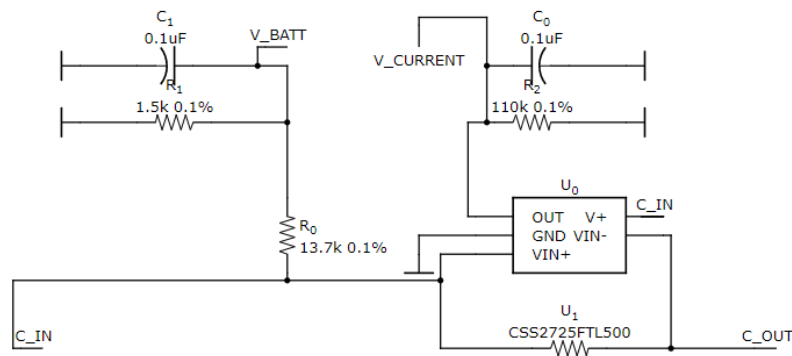 C1
0.1uF
V_BATT
R1
1.5k 0.1%
R0
13.7k 0.1%
C_IN
C0
0.1uF
V_CURRENT
R2
110k 0.1%
U0
OUT V+
GND VIN-
VIN+
C_IN
U1
CSS2725FTL500
C_OUT